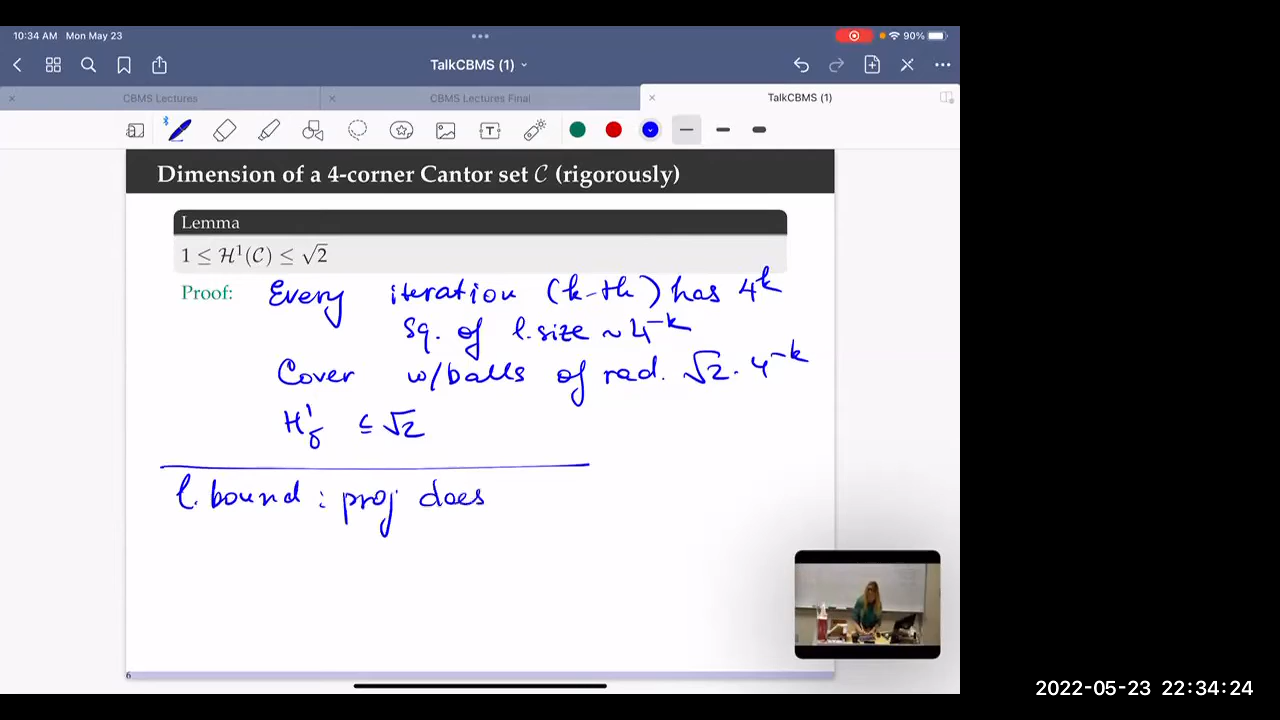 10:34 AM Mon May 23
90%
TalkCBMS (1)
CBMS Lectures
CBMS Lectures Final
TalkCBMS (1)
Dimension of a 4-corner Cantor set 𝒞 (rigorously)
Lemma
1 ≤ ℋ¹(𝒞) ≤ √2
Proof: Every iteration (k-th) has 4^k
sq. of l.size ~ 4^-k
Cover w/balls of rad. √2 · 4^-k
H¹_δ ≤ √2
l. bound : proj does
6
2022-05-23 22:34:24